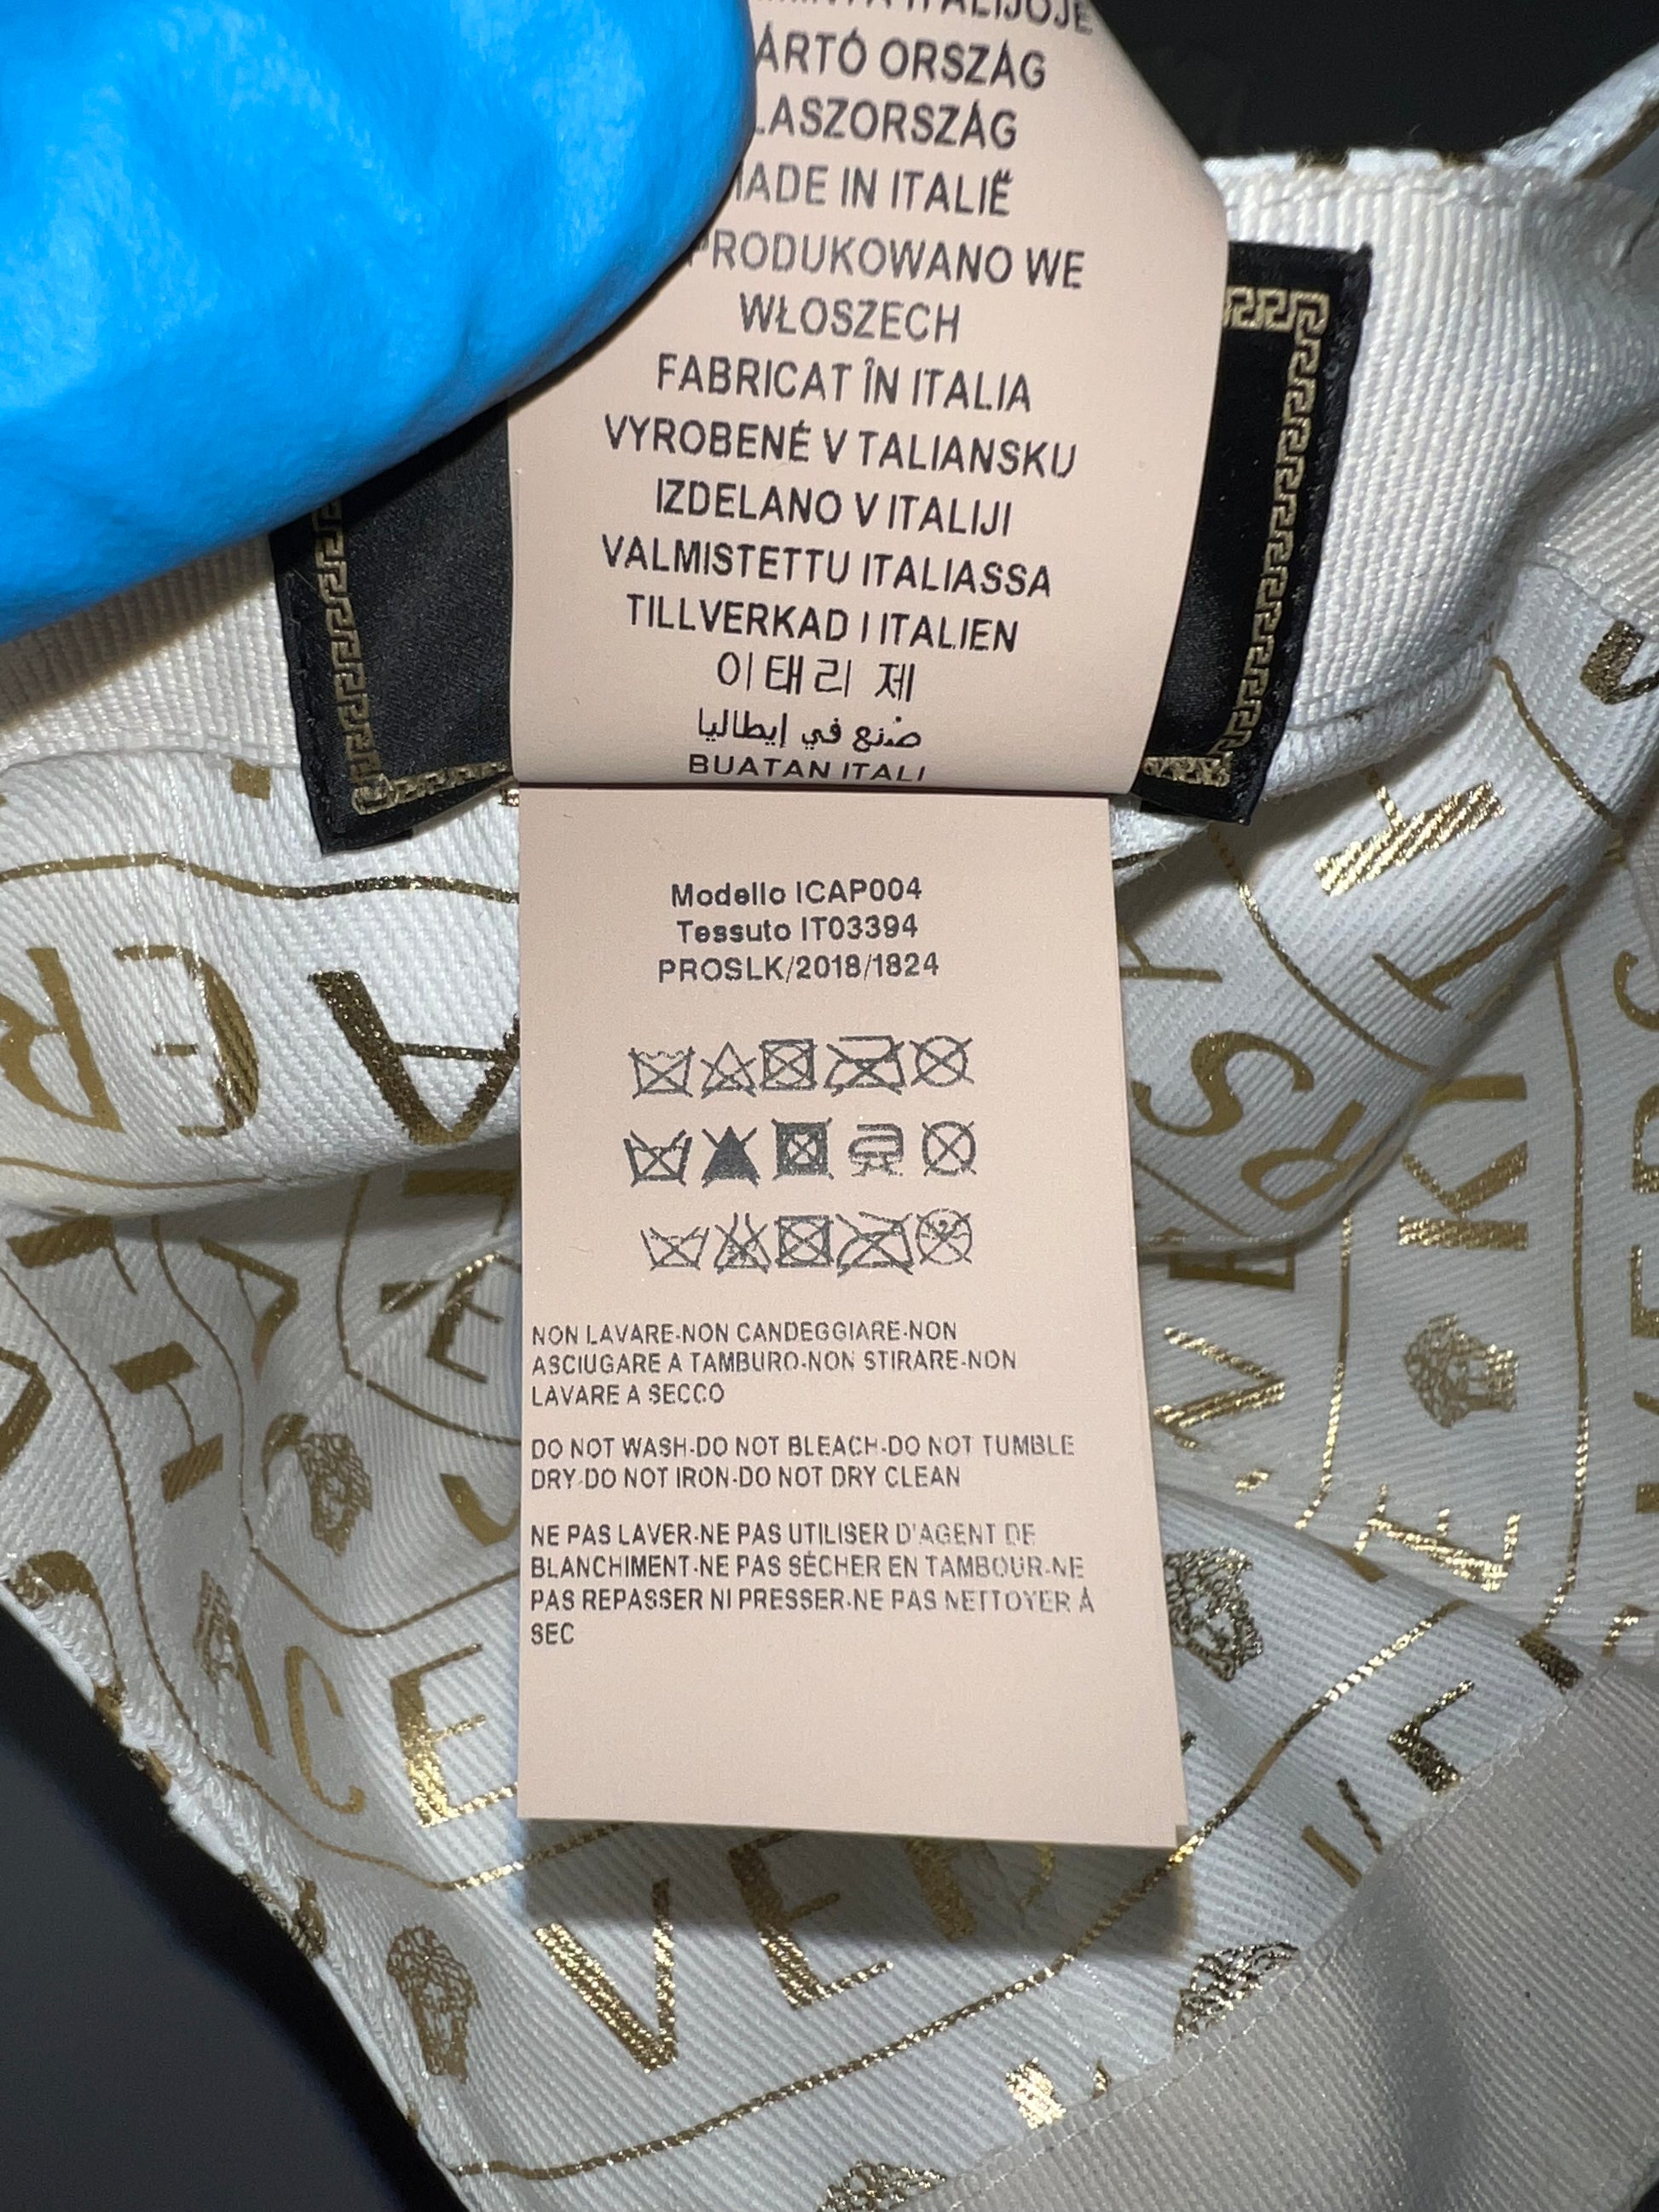 ÁRTÓ ORSZÁG
LASZORSZÁG
MADE IN ITALIË
PRODUKOWANO WE
WŁOSZECH
FABRICAT ÎN ITALIA
VYROBENÉ V TALIANSKU
IZDELANO V ITALIJI
VALMISTETTU ITALIASSA
TILLVERKAD I ITALIEN
이태리 제
صُنع في إيطاليا
BUATAN ITALI
Modello ICAP004
Tessuto IT03394
PROSLK/2018/1824
NON LAVARE-NON CANDEGGIARE-NON
ASCIUGARE A TAMBURO-NON STIRARE-NON
LAVARE A SECCO
DO NOT WASH-DO NOT BLEACH-DO NOT TUMBLE
DRY-DO NOT IRON-DO NOT DRY CLEAN
NE PAS LAVER-NE PAS UTILISER D'AGENT DE
BLANCHIMENT-NE PAS SÉCHER EN TAMBOUR-NE
PAS REPASSER NI PRESSER-NE PAS NETTOYER À
SEC